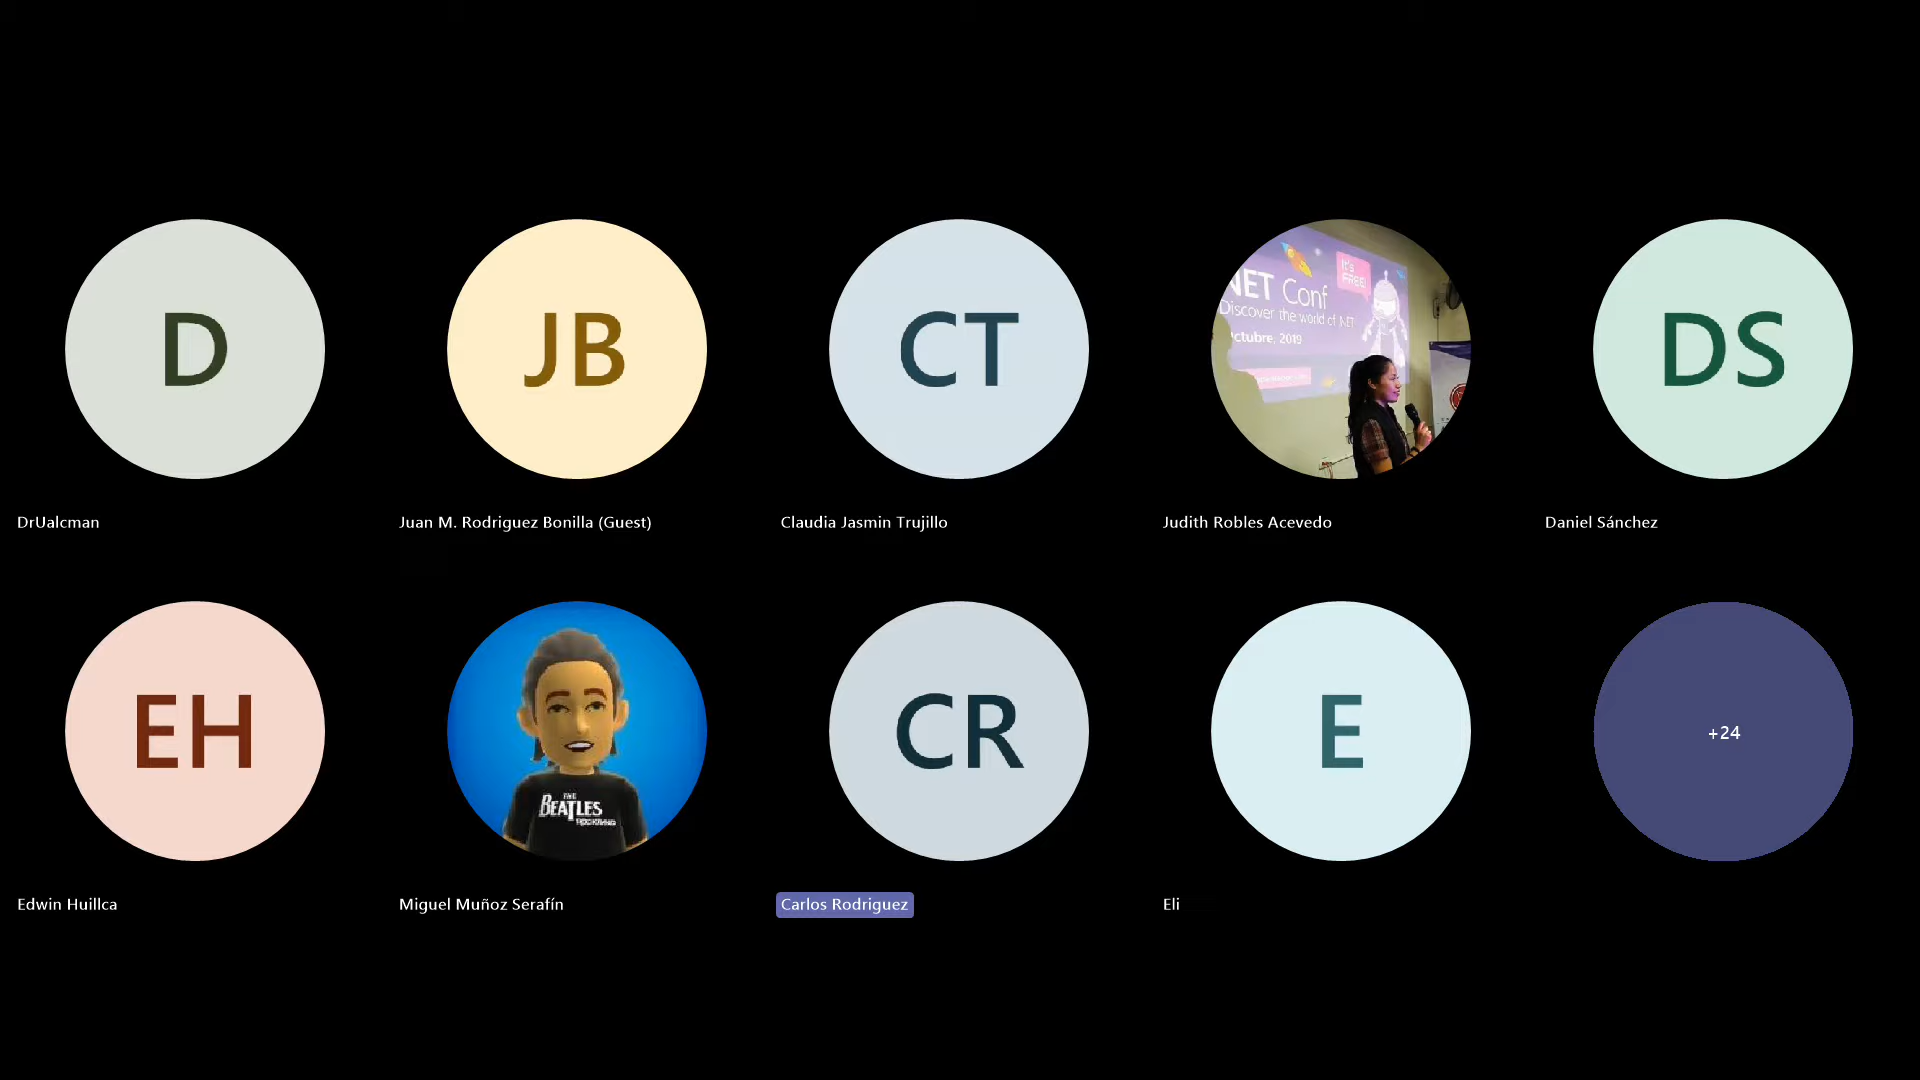 D
JB
CT
NET Conf
It's
FREE!
Discover the world of .NET
octubre, 2019
DS
DrUalcman
Juan M. Rodriguez Bonilla (Guest)
Claudia Jasmin Trujillo
Judith Robles Acevedo
Daniel Sánchez
EH
THE
BEATLES
CR
E
+24
Edwin Huillca
Miguel Muñoz Serafín
Carlos Rodriguez
Eli